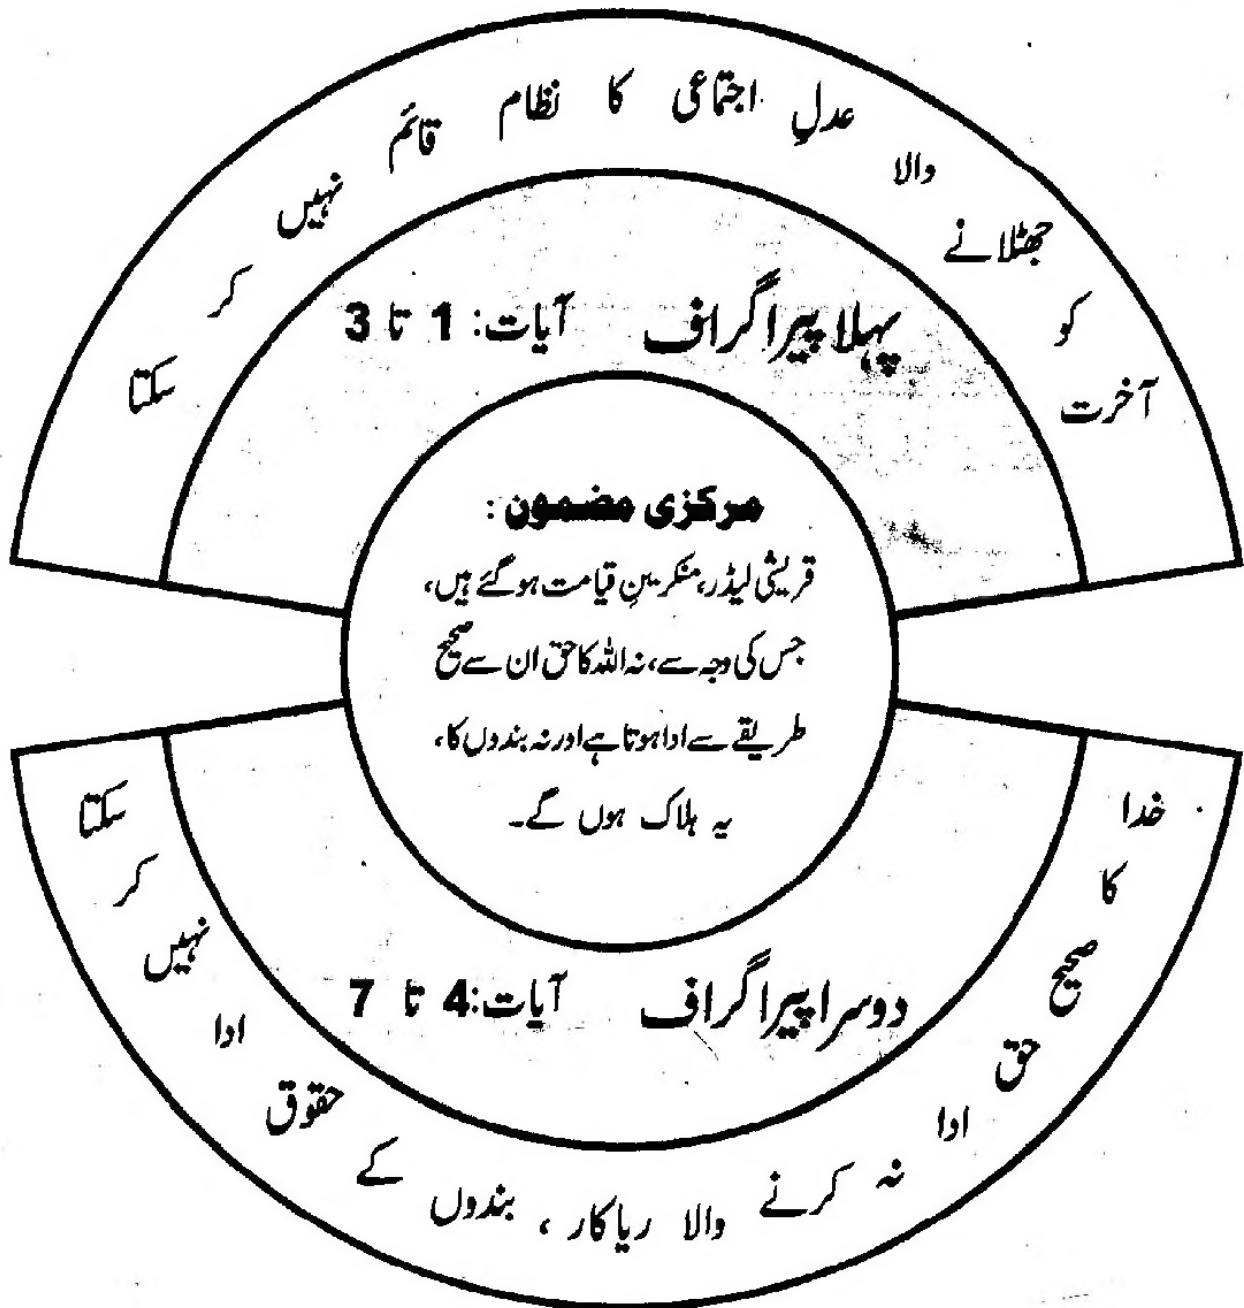 آخرت کو جھٹلانے والا عدلِ اجتماعی کا نظام قائم نہیں کر سکتا
پہلا پیراگراف آیات: 1 تا 3
مرکزی مضمون :
قریشی لیڈر، منکرینِ قیامت ہوگئے ہیں،
جس کی وجہ سے، نہ اللہ کا حق ان سے صحیح
طریقے سے ادا ہوتا ہے اور نہ بندوں کا،
یہ ہلاک ہوں گے۔
دوسرا پیراگراف آیات: 4 تا 7
خدا کا صحیح حق ادا نہ کرنے والا ریاکار ، بندوں کے حقوق ادا نہیں کر سکتا